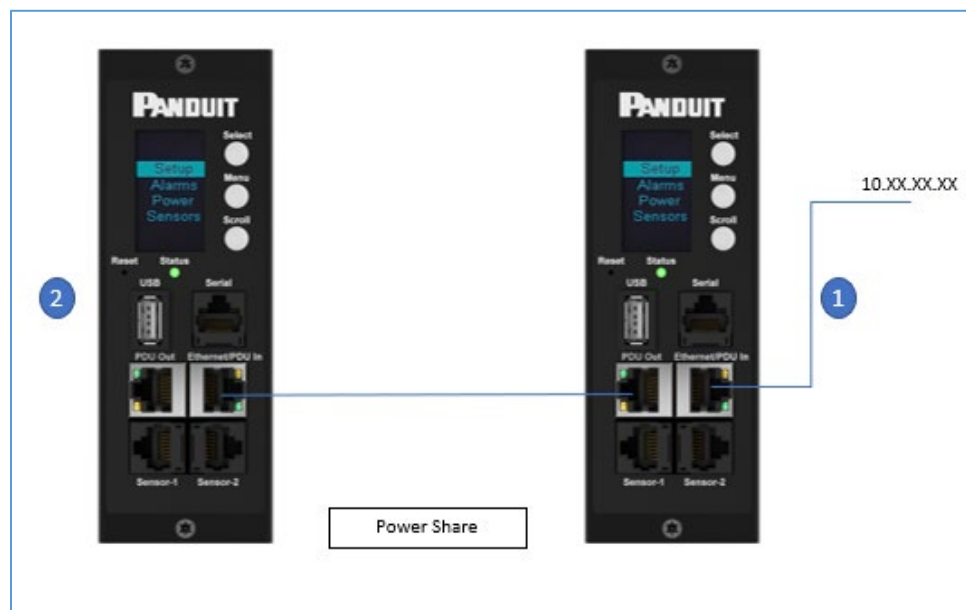 PANDUIT
Select
Setup
Alarms
Menu
Power
Sensors
Scroll
Reset Status
USB Serial
PDU Out Ethernet/PDU In
Sensor-1 Sensor-2
2
PANDUIT
Select
Setup
Alarms
Menu
Power
Sensors
Scroll
Reset Status
USB Serial
PDU Out Ethernet/PDU In
Sensor-1 Sensor-2
10.XX.XX.XX
1
Power Share